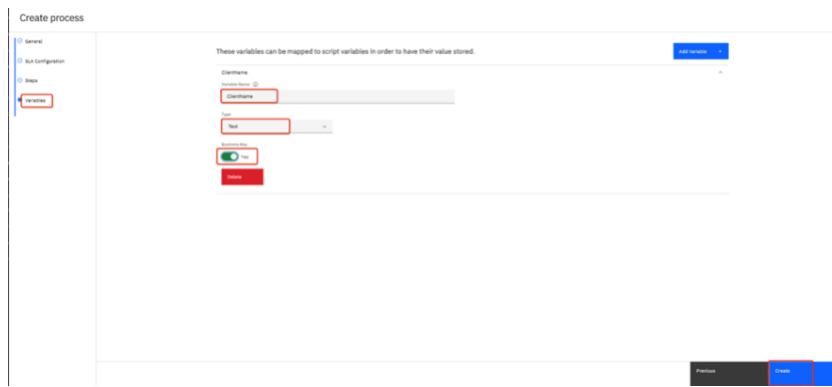 Create process
General
SLA Configuration
Steps
Variables
These variables can be mapped to script variables in order to have their value stored.
Add Variable +
ClientName
Variable Name
ClientName
Type
Text
Business Key
Yes
Delete
Previous
Create